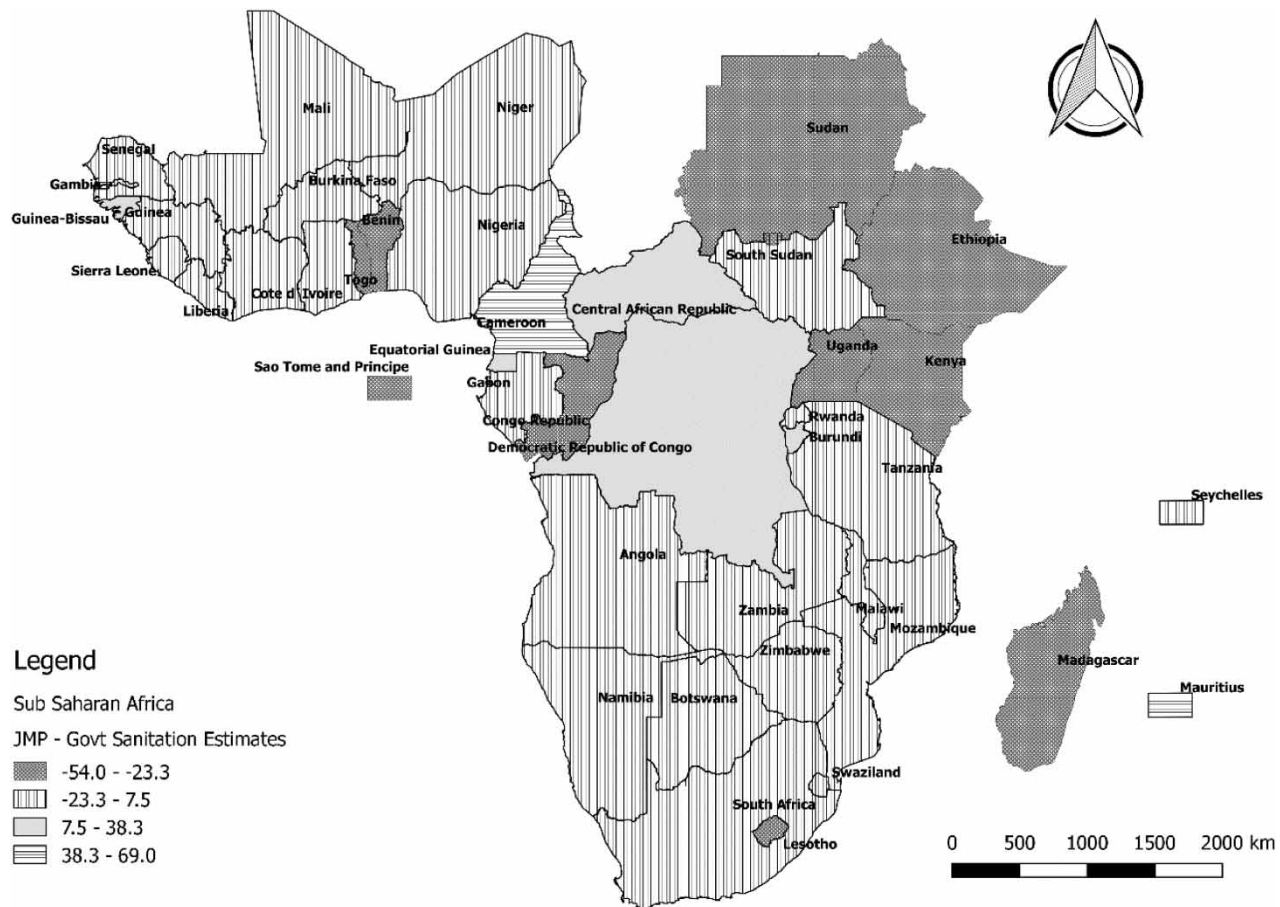 Mali
Niger
Sudan
Senegal
Gambia
Burkina Faso
Guinea
Guinea-Bissau
Benin
Nigeria
Ethiopia
South Sudan
Sierra Leone
Togo
Cote d' Ivoire
Liberia
Central African Republic
Cameroon
Equatorial Guinea
Uganda
Kenya
Sao Tome and Principe
Gabon
Congo Republic
Rwanda
Burundi
Democratic Republic of Congo
Tanzania
Seychelles
Angola
Zambia
Malawi
Mozambique
Zimbabwe
Madagascar
Namibia
Botswana
Mauritius
Swaziland
South Africa
Lesotho
Legend
Sub Saharan Africa
JMP - Govt Sanitation Estimates
-54.0 - -23.3
-23.3 - 7.5
7.5 - 38.3
38.3 - 69.0
0 500 1000 1500 2000 km